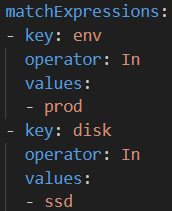 matchExpressions:
- key: env
  operator: In
  values:
  - prod
- key: disk
  operator: In
  values:
  - ssd